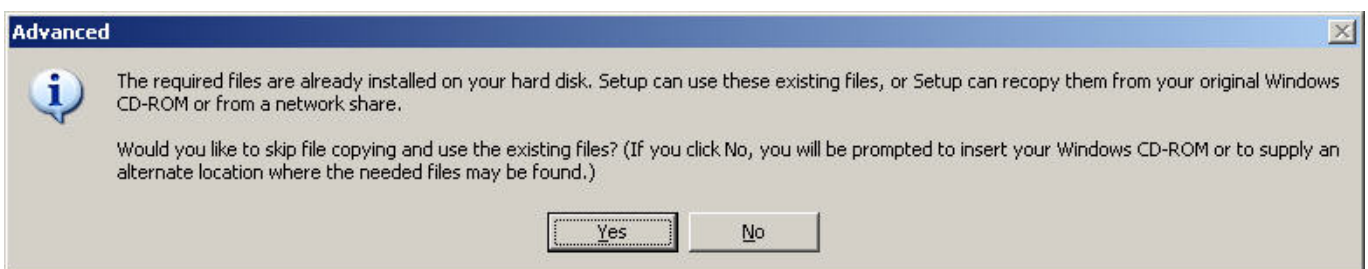 Advanced
The required files are already installed on your hard disk. Setup can use these existing files, or Setup can recopy them from your original Windows
CD-ROM or from a network share.
Would you like to skip file copying and use the existing files? (If you click No, you will be prompted to insert your Windows CD-ROM or to supply an
alternate location where the needed files may be found.)
Yes No